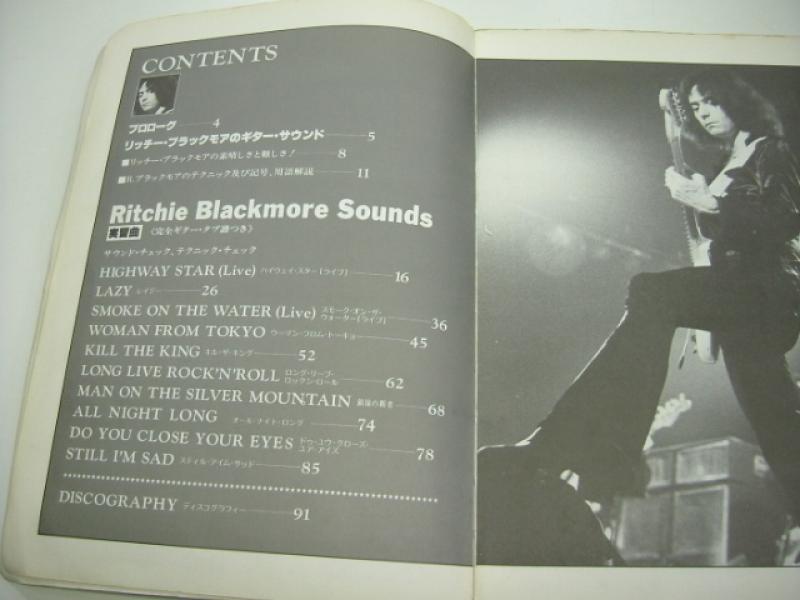 CONTENTS
プロローグ 4
リッチー・ブラックモアのギター・サウンド 5
■リッチー・ブラックモアの素晴しさと難しさ! 8
■R.ブラックモアのテクニック及び記号、用語解説 11
Ritchie Blackmore Sounds
実習曲 《完全ギター・タブ譜つき》
サウンド・チェック、テクニック・チェック
HIGHWAY STAR (Live) ハイウェイ・スター(ライブ) 16
LAZY レイジー 26
SMOKE ON THE WATER (Live) スモーク・オン・ザ・ウォーター(ライブ) 36
WOMAN FROM TOKYO ウーマン・フロム・トーキョー 45
KILL THE KING キル・ザ・キング 52
LONG LIVE ROCK'N'ROLL ロング・リブ・ロックン・ロール 62
MAN ON THE SILVER MOUNTAIN 銀嶺の覇者 68
ALL NIGHT LONG オール・ナイト・ロング 74
DO YOU CLOSE YOUR EYES ドゥ・ユウ・クローズ・ユア・アイズ 78
STILL I'M SAD スティル・アイム・サッド 85
DISCOGRAPHY ディスコグラフィー 91